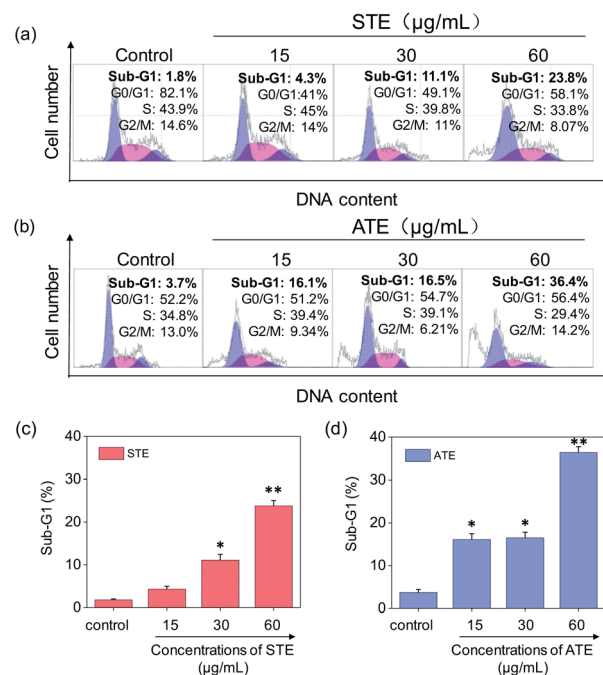 (a)
STE（µg/mL）
Control 15 30 60
Sub-G1: 1.8% Sub-G1: 4.3% Sub-G1: 11.1% Sub-G1: 23.8%
G0/G1: 82.1% G0/G1:41% G0/G1: 49.1% G0/G1: 58.1%
S: 43.9% S: 45% S: 39.8% S: 33.8%
G2/M: 14.6% G2/M: 14% G2/M: 11% G2/M: 8.07%
Cell number
DNA content
(b)
ATE（µg/mL）
Control 15 30 60
Sub-G1: 3.7% Sub-G1: 16.1% Sub-G1: 16.5% Sub-G1: 36.4%
G0/G1: 52.2% G0/G1: 51.2% G0/G1: 54.7% G0/G1: 56.4%
S: 34.8% S: 39.4% S: 39.1% S: 29.4%
G2/M: 13.0% G2/M: 9.34% G2/M: 6.21% G2/M: 14.2%
Cell number
DNA content
(c)
STE
Sub-G1 (%)
40
30
20
10
0
*
**
control 15 30 60
Concentrations of STE
(µg/mL)
(d)
ATE
Sub-G1 (%)
40
30
20
10
0
*
*
**
control 15 30 60
Concentrations of ATE
(µg/mL)